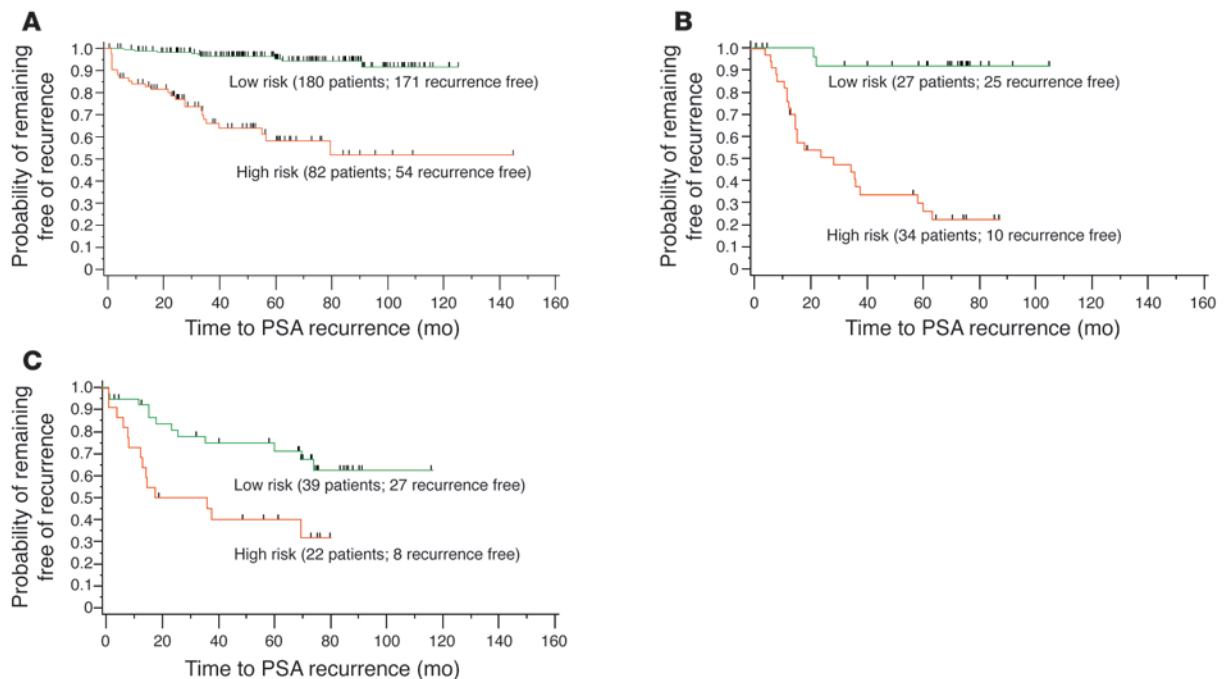 A
Probability of remaining
free of recurrence
1.0
0.9
0.8
0.7
0.6
0.5
0.4
0.3
0.2
0.1
0
Low risk (180 patients; 171 recurrence free)
High risk (82 patients; 54 recurrence free)
0 20 40 60 80 100 120 140 160
Time to PSA recurrence (mo)
B
Probability of remaining
free of recurrence
1.0
0.9
0.8
0.7
0.6
0.5
0.4
0.3
0.2
0.1
0
Low risk (27 patients; 25 recurrence free)
High risk (34 patients; 10 recurrence free)
0 20 40 60 80 100 120 140 160
Time to PSA recurrence (mo)
C
Probability of remaining
free of recurrence
1.0
0.9
0.8
0.7
0.6
0.5
0.4
0.3
0.2
0.1
0
Low risk (39 patients; 27 recurrence free)
High risk (22 patients; 8 recurrence free)
0 20 40 60 80 100 120 140 160
Time to PSA recurrence (mo)